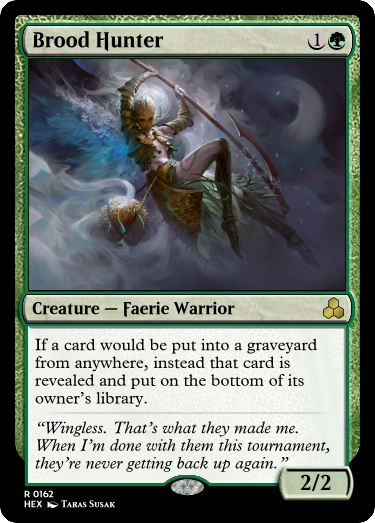 Brood Hunter
1
Creature — Faerie Warrior
If a card would be put into a graveyard
from anywhere, instead that card is
revealed and put on the bottom of its
owner's library.
“Wingless. That's what they made me.
When I'm done with them this tournament,
they're never getting back up again.”
2/2
R 0162
HEX Taras Susak